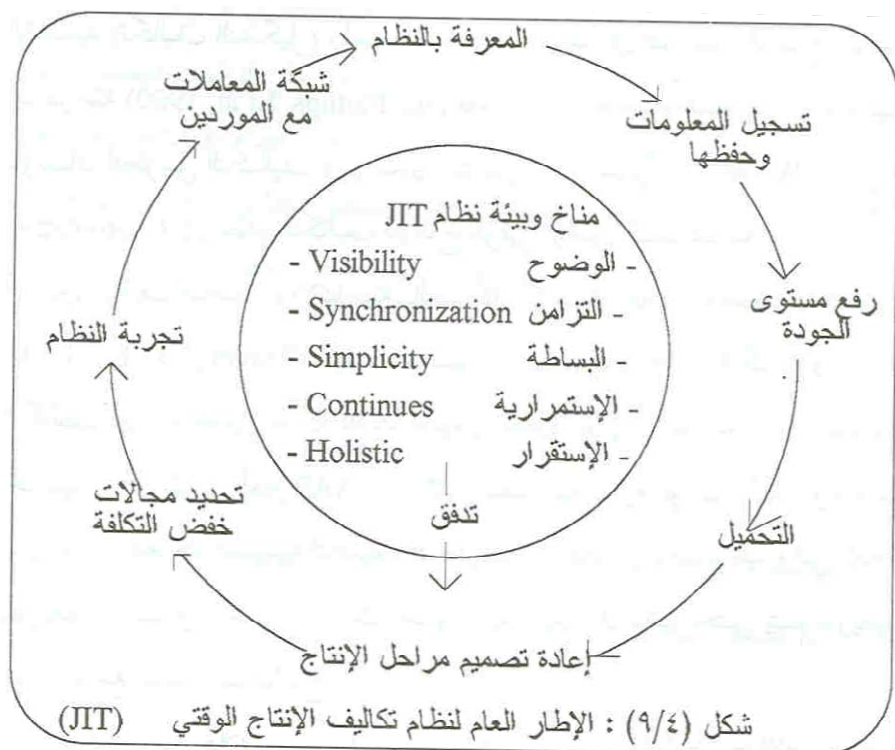 المعرفة بالنظام
تسجيل المعلومات
وحفظها
رفع مستوى
الجودة
التحميل
إعادة تصميم مراحل الإنتاج
تحديد مجالات
خفض التكلفة
تجربة النظام
شبكة المعاملات
مع الموردين
مناخ وبيئة نظام JIT
- الوضوح - Visibility
- التزامن - Synchronization
- البساطة - Simplicity
- الإستمرارية - Continues
- الإستقرار - Holistic
تدفق
شكل (٩/٤) : الإطار العام لنظام تكاليف الإنتاج الوقتي (JIT)